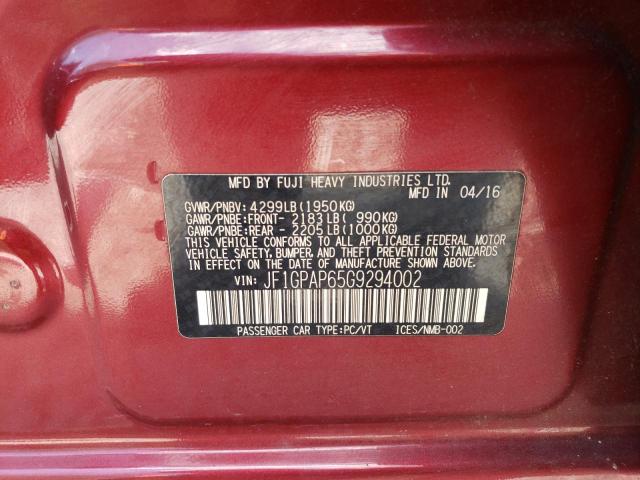 MFD BY FUJI HEAVY INDUSTRIES LTD.
MFD IN 04/16
GVWR/PNBV: 4299LB(1950KG)
GAWR/PNBE:FRONT- 2183LB( 990KG)
GAWR/PNBE:REAR - 2205LB(1000KG)
THIS VEHICLE CONFORMS TO ALL APPLICABLE FEDERAL MOTOR
VEHICLE SAFETY, BUMPER, AND THEFT PREVENTION STANDARDS
IN EFFECT ON THE DATE OF MANUFACTURE SHOWN ABOVE.
VIN: JF1GPAP65G9294002
PASSENGER CAR TYPE:PC/VT ICES/NMB-002